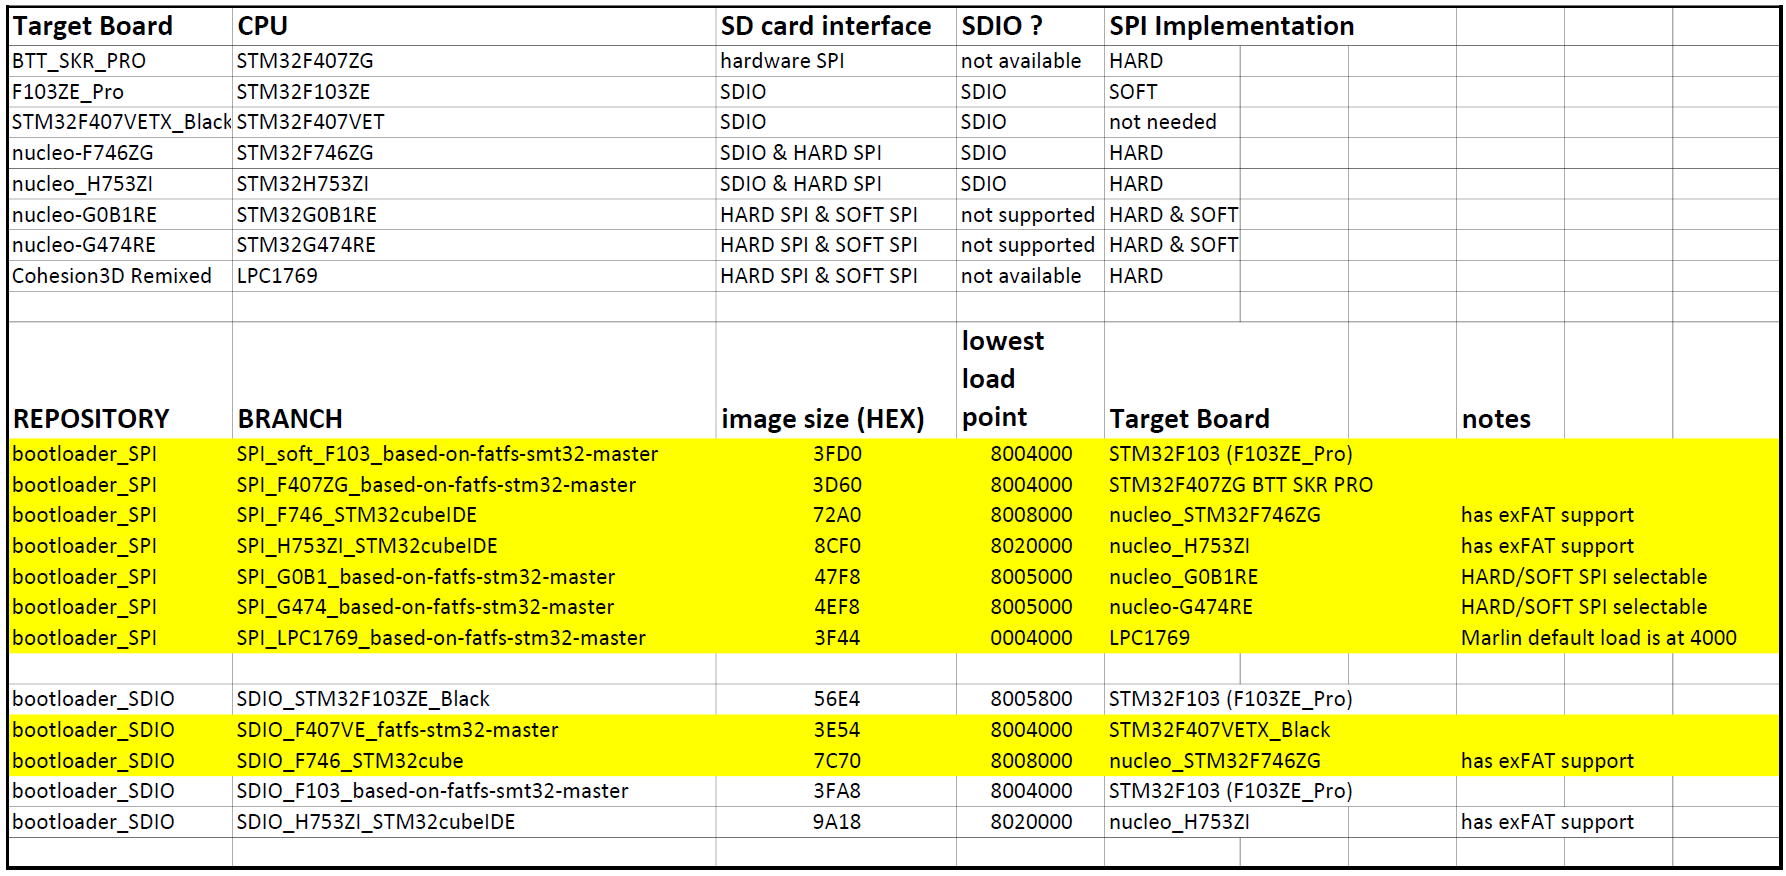 Target Board CPU SD card interface SDIO ? SPI Implementation
BTT_SKR_PRO STM32F407ZG hardware SPI not available HARD
F103ZE_Pro STM32F103ZE SDIO SDIO SOFT
STM32F407VETX_Black STM32F407VET SDIO SDIO not needed
nucleo-F746ZG STM32F746ZG SDIO & HARD SPI SDIO HARD
nucleo_H753ZI STM32H753ZI SDIO & HARD SPI SDIO HARD
nucleo-G0B1RE STM32G0B1RE HARD SPI & SOFT SPI not supported HARD & SOFT
nucleo-G474RE STM32G474RE HARD SPI & SOFT SPI not supported HARD & SOFT
Cohesion3D Remixed LPC1769 HARD SPI & SOFT SPI not available HARD
lowest
load
REPOSITORY BRANCH image size (HEX) point Target Board notes
bootloader_SPI SPI_soft_F103_based-on-fatfs-smt32-master 3FD0 8004000 STM32F103 (F103ZE_Pro)
bootloader_SPI SPI_F407ZG_based-on-fatfs-stm32-master 3D60 8004000 STM32F407ZG BTT SKR PRO
bootloader_SPI SPI_F746_STM32cubeIDE 72A0 8008000 nucleo_STM32F746ZG has exFAT support
bootloader_SPI SPI_H753ZI_STM32cubeIDE 8CF0 8020000 nucleo_H753ZI has exFAT support
bootloader_SPI SPI_G0B1_based-on-fatfs-stm32-master 47F8 8005000 nucleo_G0B1RE HARD/SOFT SPI selectable
bootloader_SPI SPI_G474_based-on-fatfs-stm32-master 4EF8 8005000 nucleo-G474RE HARD/SOFT SPI selectable
bootloader_SPI SPI_LPC1769_based-on-fatfs-stm32-master 3F44 0004000 LPC1769 Marlin default load is at 4000
bootloader_SDIO SDIO_STM32F103ZE_Black 56E4 8005800 STM32F103 (F103ZE_Pro)
bootloader_SDIO SDIO_F407VE_fatfs-stm32-master 3E54 8004000 STM32F407VETX_Black
bootloader_SDIO SDIO_F746_STM32cube 7C70 8008000 nucleo_STM32F746ZG has exFAT support
bootloader_SDIO SDIO_F103_based-on-fatfs-smt32-master 3FA8 8004000 STM32F103 (F103ZE_Pro)
bootloader_SDIO SDIO_H753ZI_STM32cubeIDE 9A18 8020000 nucleo_H753ZI has exFAT support